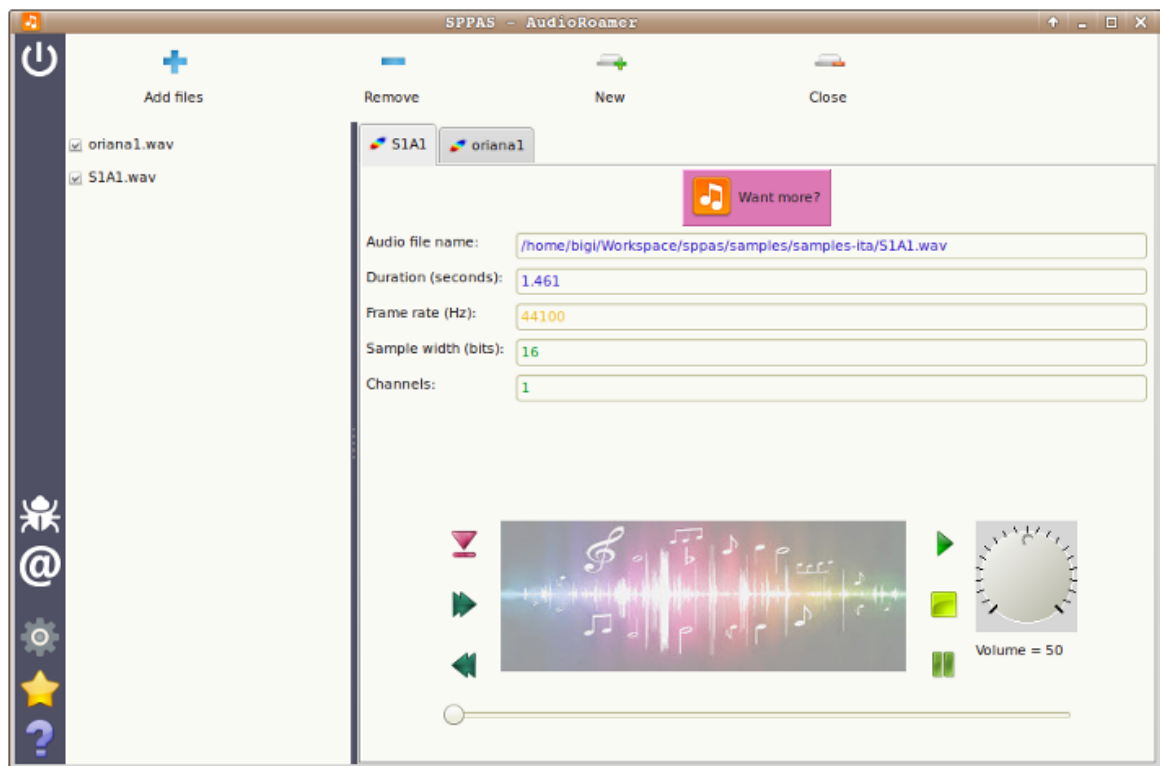 SPPAS - AudioRoamer
Add files
Remove
New
Close
oriana1.wav
S1A1.wav
S1A1
oriana1
Want more?
Audio file name: /home/bigi/Workspace/sppas/samples/samples-ita/S1A1.wav
Duration (seconds): 1.461
Frame rate (Hz): 44100
Sample width (bits): 16
Channels: 1
Volume = 50